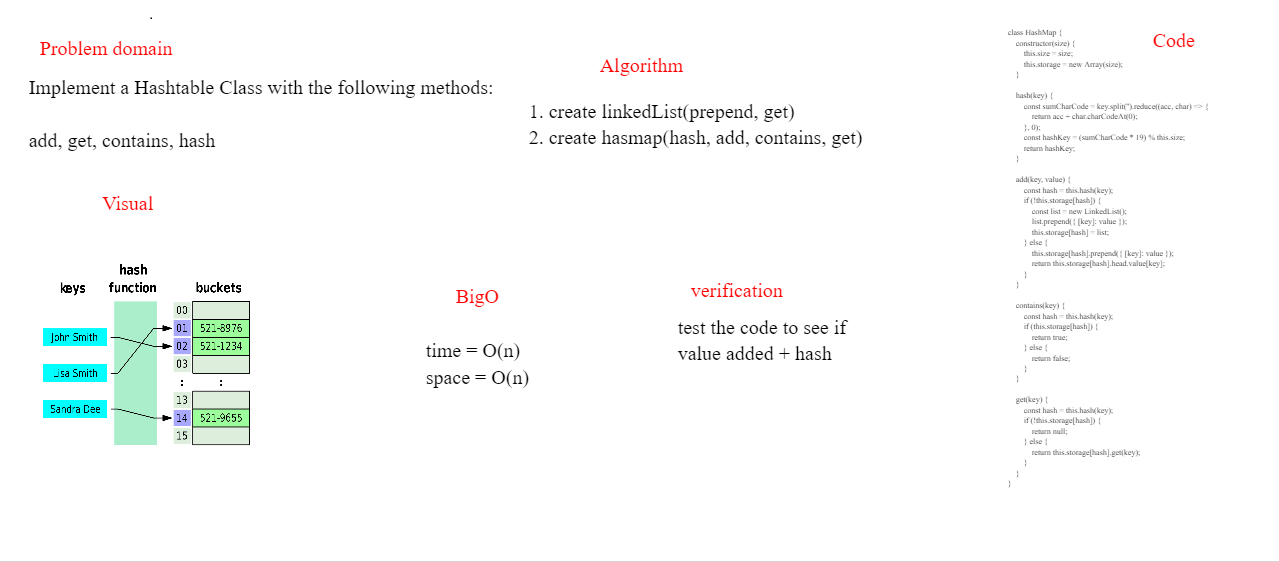 Problem domain
Implement a Hashtable Class with the following methods:
add, get, contains, hash
Algorithm
1. create linkedList(prepend, get)
2. create hasmap(hash, add, contains, get)
Visual
hash
keys function buckets
00
01 521-8976
John Smith 02 521-1234
03
Lisa Smith : :
13
Sandra Dee 14 521-9655
15
BigO
time = O(n)
space = O(n)
verification
test the code to see if
value added + hash
Code
class HashMap {
constructor(size) {
this.size = size;
this.storage = new Array(size);
}
hash(key) {
const sumCharCode = key.split('').reduce((acc, char) => {
return acc + char.charCodeAt(0);
}, 0);
const hashKey = (sumCharCode * 19) % this.size;
return hashKey;
}
add(key, value) {
const hash = this.hash(key);
if (!this.storage[hash]) {
const list = new LinkedList();
list.prepend({ [key]: value });
this.storage[hash] = list;
} else {
this.storage[hash].prepend({ [key]: value });
return this.storage[hash].head.value[key];
}
}
contains(key) {
const hash = this.hash(key);
if (this.storage[hash]) {
return true;
} else {
return false;
}
}
get(key) {
const hash = this.hash(key);
if (!this.storage[hash]) {
return null;
} else {
return this.storage[hash].get(key);
}
}
}